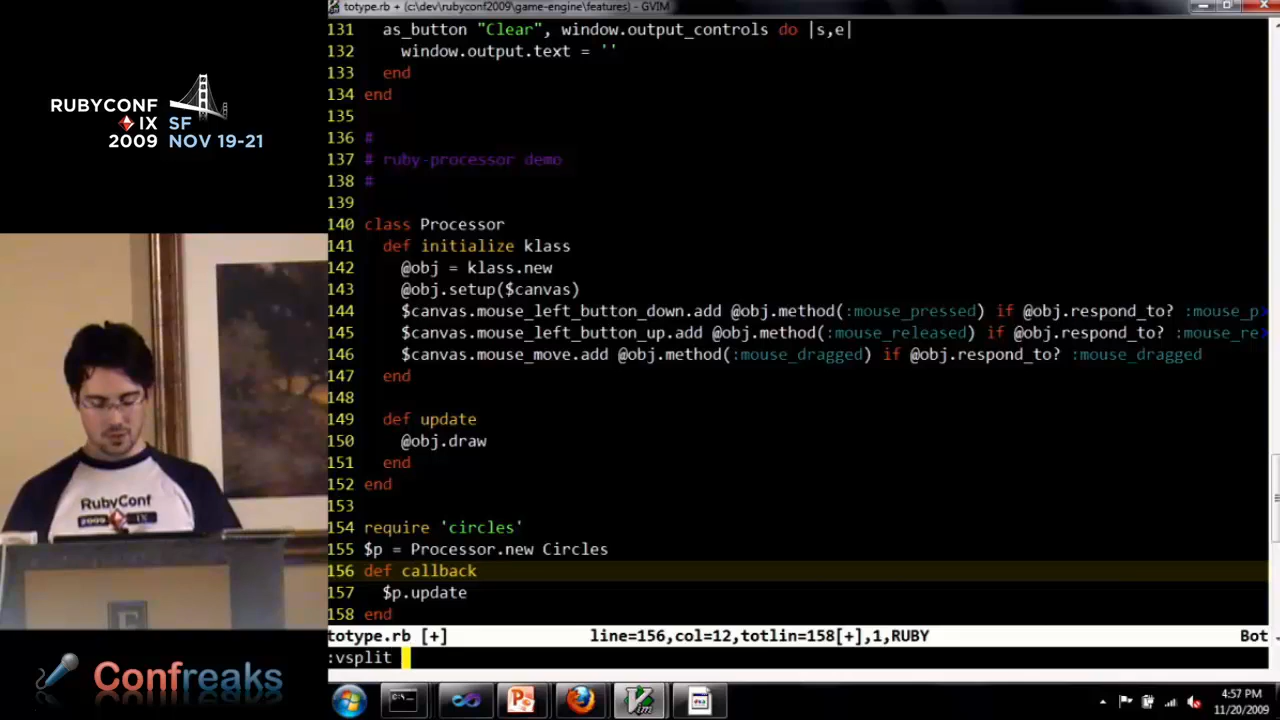 totype.rb + (c:\dev\rubyconf2009\game-engine\features) - GVIM
RUBYCONF
IX SF
2009 NOV 19-21
131 as_button "Clear", window.output_controls do |s,e|
132 window.output.text = ''
133 end
134 end
135
136 #
137 # ruby-processor demo
138 #
139
140 class Processor
141 def initialize klass
142 @obj = klass.new
143 @obj.setup($canvas)
144 $canvas.mouse_left_button_down.add @obj.method(:mouse_pressed) if @obj.respond_to? :mouse_p
145 $canvas.mouse_left_button_up.add @obj.method(:mouse_released) if @obj.respond_to? :mouse_re
146 $canvas.mouse_move.add @obj.method(:mouse_dragged) if @obj.respond_to? :mouse_dragged
147 end
148
149 def update
150 @obj.draw
151 end
152 end
153
154 require 'circles'
155 $p = Processor.new Circles
156 def callback
157 $p.update
158 end
totype.rb [+] line=156,col=12,totlin=158[+],1,RUBY Bot
:vsplit
RubyConf
2009 IX
Confreaks
4:57 PM
11/20/2009